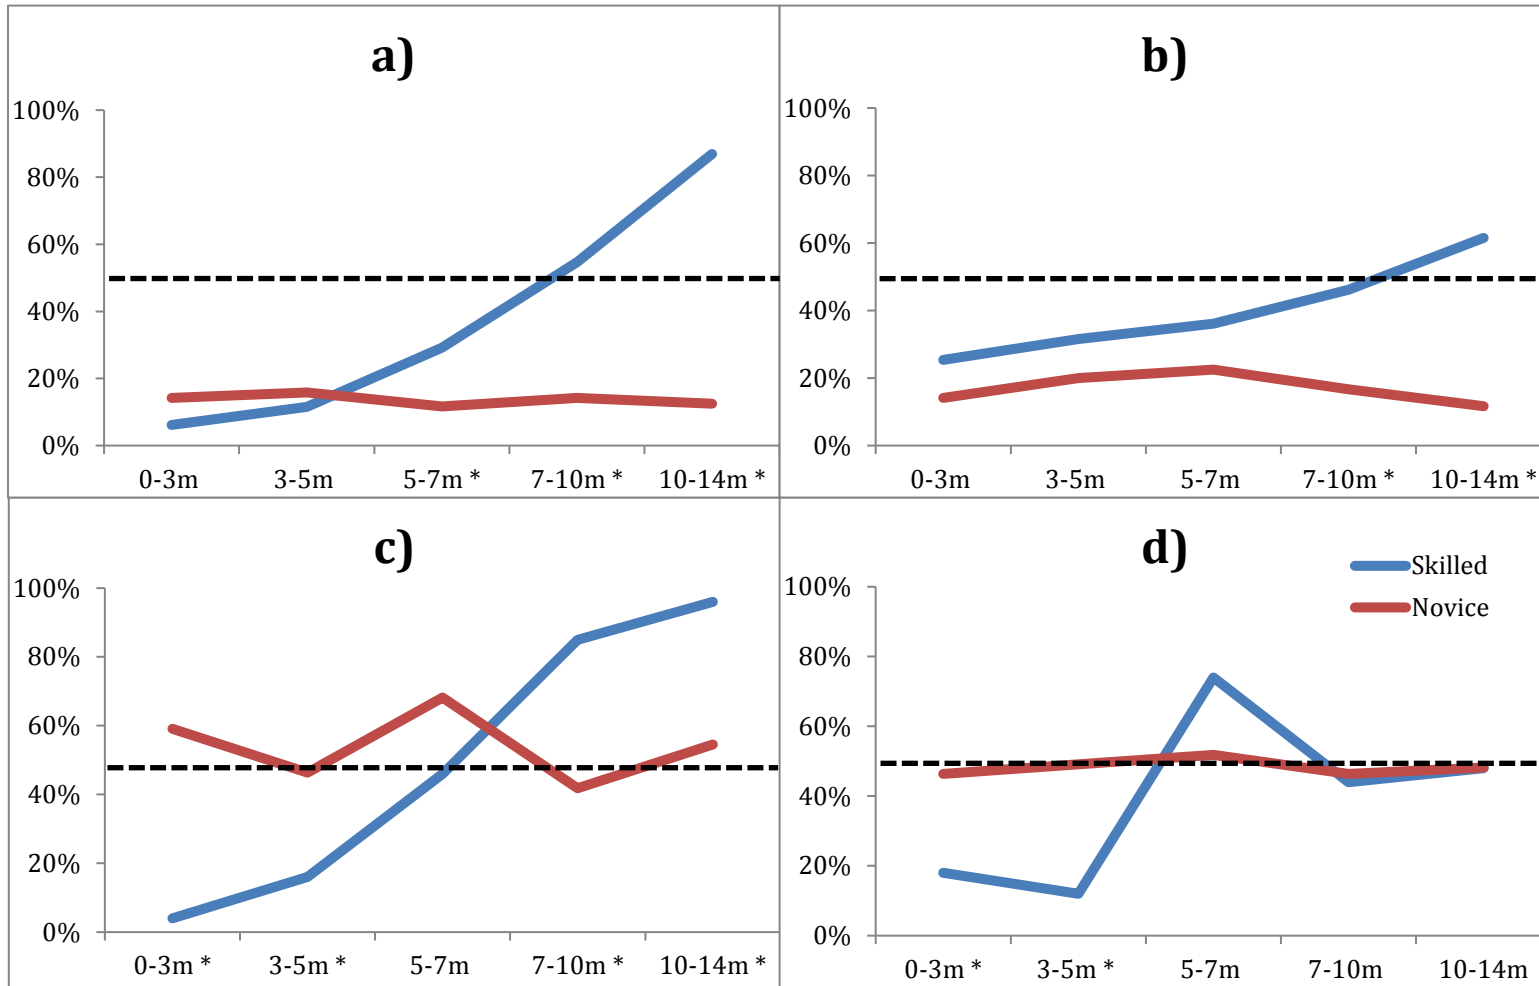 a)
100%
80%
60%
40%
20%
0%
0-3m 3-5m 5-7m * 7-10m * 10-14m *
b)
100%
80%
60%
40%
20%
0%
0-3m 3-5m 5-7m 7-10m * 10-14m *
c)
100%
80%
60%
40%
20%
0%
0-3m * 3-5m * 5-7m 7-10m * 10-14m *
d)
Skilled
Novice
100%
80%
60%
40%
20%
0%
0-3m * 3-5m * 5-7m 7-10m 10-14m